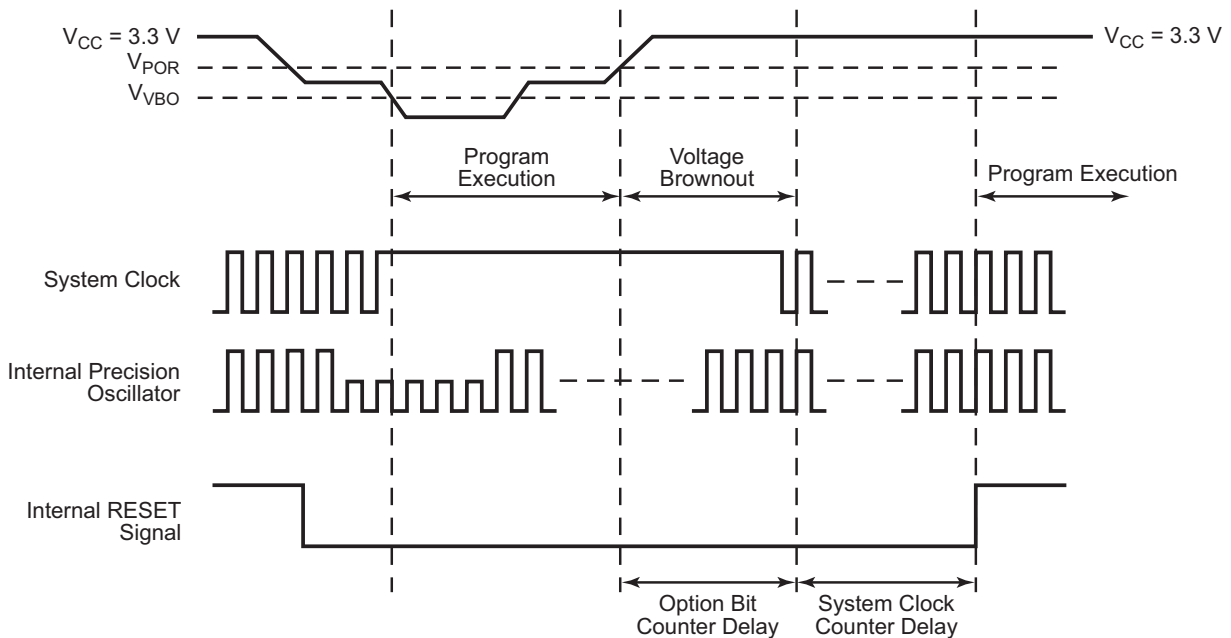 V_CC = 3.3 V
V_CC = 3.3 V
V_POR
V_VBO
Program
Execution
Voltage
Brownout
Program Execution
System Clock
Internal Precision
Oscillator
Internal RESET
Signal
Option Bit
Counter Delay
System Clock
Counter Delay